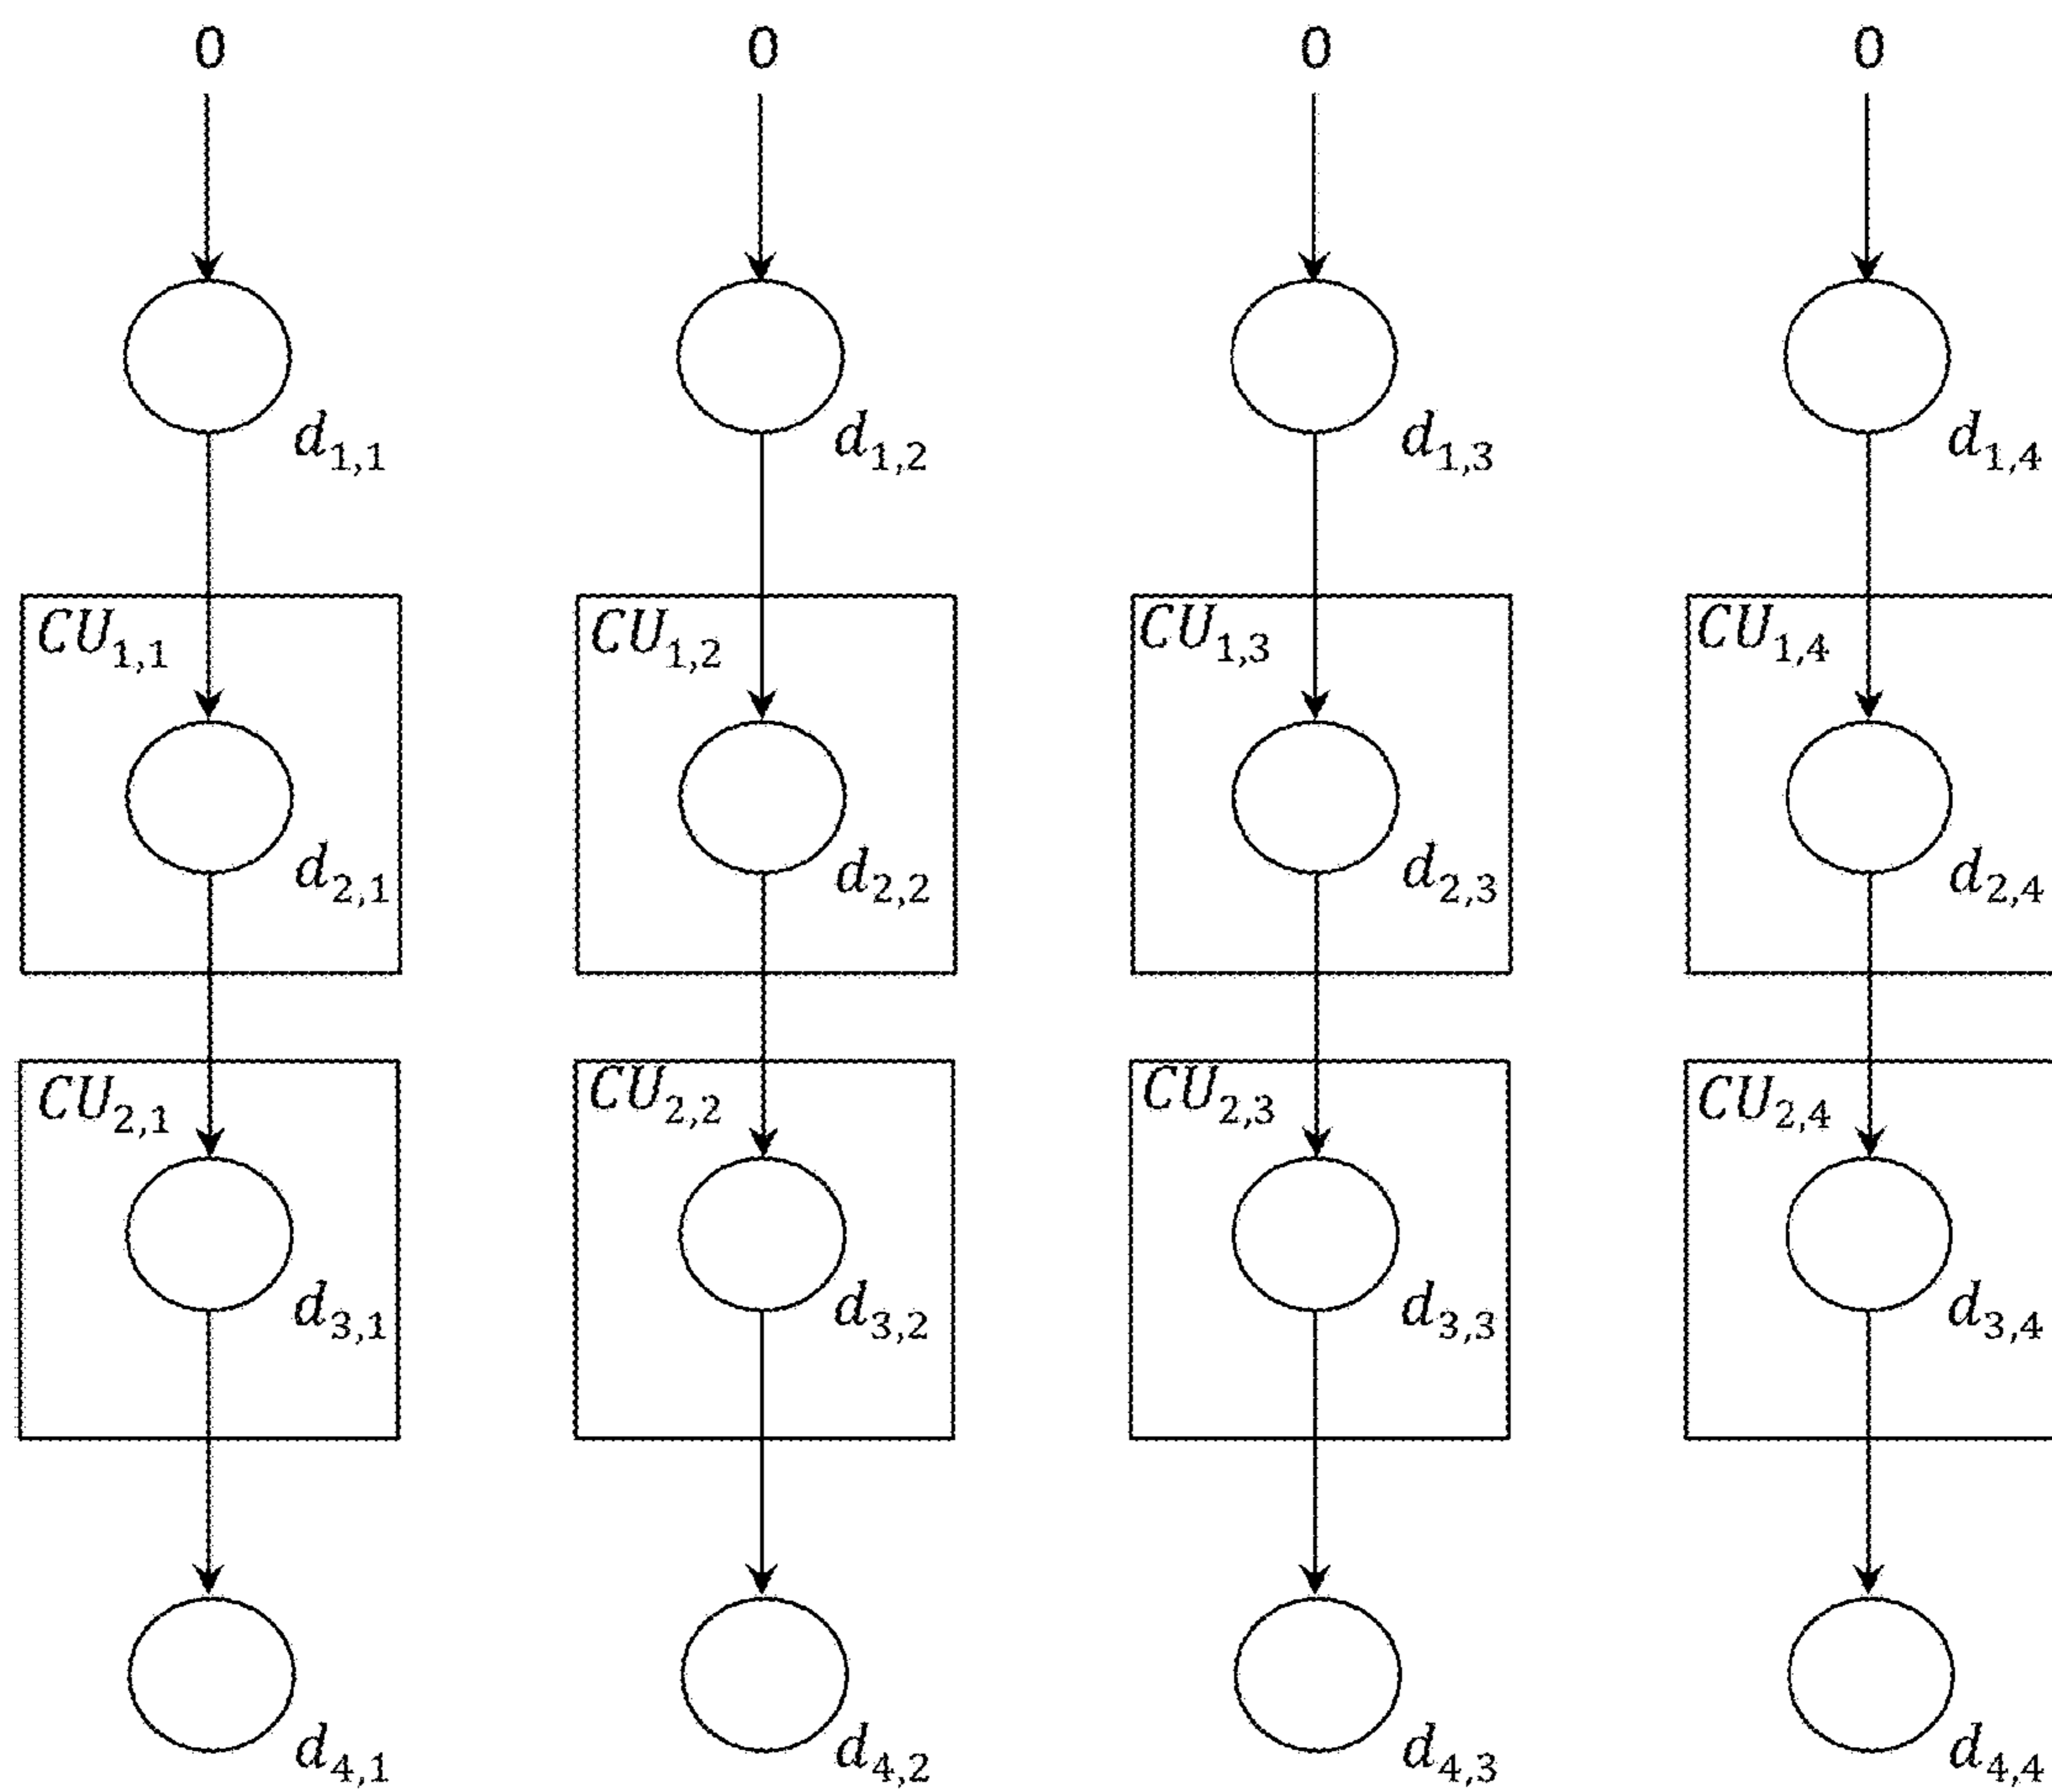 0 0 0 0
d₁,₁ d₁,₂ d₁,₃ d₁,₄
CU₁,₁ CU₁,₂ CU₁,₃ CU₁,₄
d₂,₁ d₂,₂ d₂,₃ d₂,₄
CU₂,₁ CU₂,₂ CU₂,₃ CU₂,₄
d₃,₁ d₃,₂ d₃,₃ d₃,₄
d₄,₁ d₄,₂ d₄,₃ d₄,₄